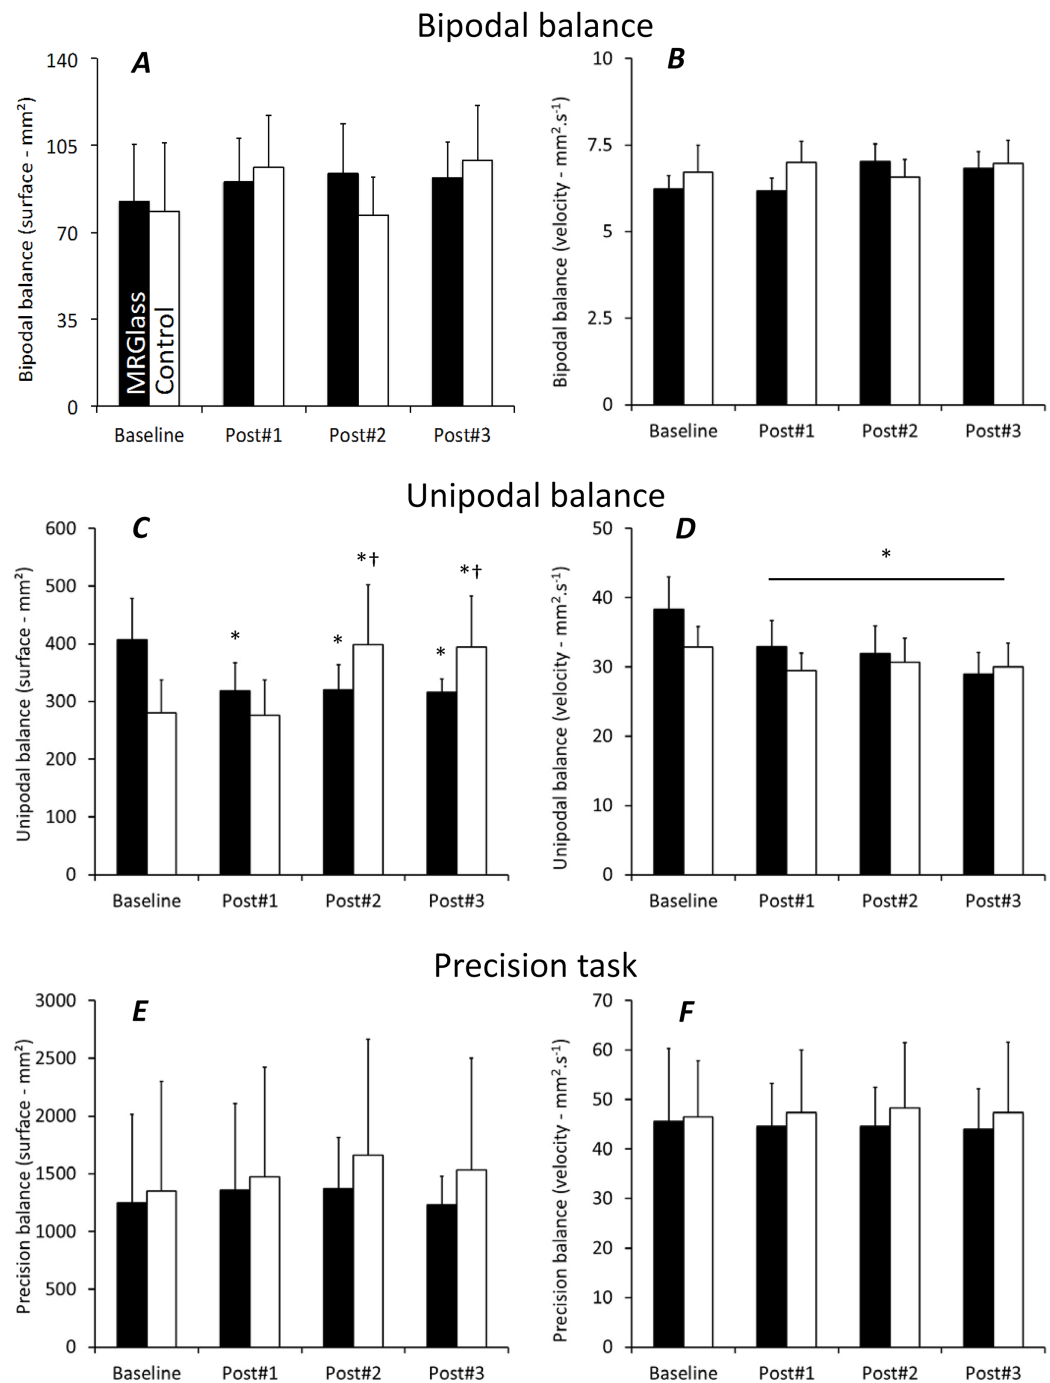 Bipodal balance
A
Bipodal balance (surface - mm²)
140
105
70
35
0
MRGlass
Control
Baseline Post#1 Post#2 Post#3
B
Bipodal balance (velocity - mm².s⁻¹)
10
7.5
5
2.5
0
Baseline Post#1 Post#2 Post#3
Unipodal balance
C
Unipodal balance (surface - mm²)
600
500
400
300
200
100
0
* * *† * *†
Baseline Post#1 Post#2 Post#3
D
Unipodal balance (velocity - mm².s⁻¹)
50
40
30
20
10
0
*
Baseline Post#1 Post#2 Post#3
Precision task
E
Precision balance (surface - mm²)
3000
2500
2000
1500
1000
500
0
Baseline Post#1 Post#2 Post#3
F
Precision balance (velocity - mm².s⁻¹)
70
60
50
40
30
20
10
0
Baseline Post#1 Post#2 Post#3